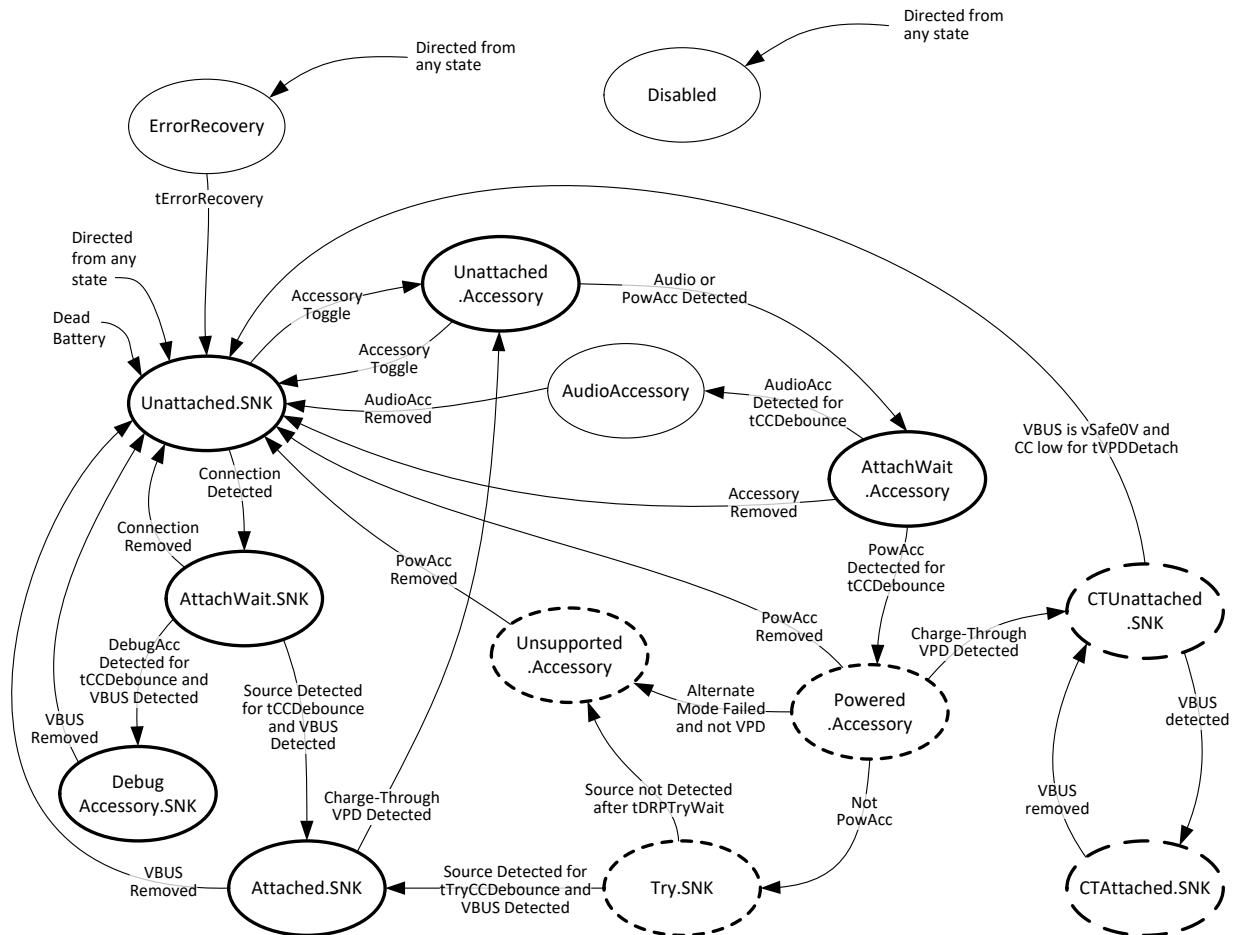 Directed from
any state
Directed from
any state
Disabled
ErrorRecovery
tErrorRecovery
Directed
from any
state
Dead
Battery
Accessory
Toggle
Unattached
.Accessory
Audio or
PowAcc Detected
Accessory
Toggle
Unattached.SNK
AudioAcc
Removed
AudioAccessory
AudioAcc
Detected for
tCCDebounce
VBUS is vSafe0V and
CC low for tVPDDetach
AttachWait
.Accessory
Connection
Detected
Accessory
Removed
Connection
Removed
PowAcc
Removed
PowAcc
Dectected for
tCCDebounce
AttachWait.SNK
CTUnattached
.SNK
PowAcc
Removed
Charge-Through
VPD Detected
Unsupported
.Accessory
DebugAcc
Detected for
tCCDebounce and
VBUS Detected
Source Detected
for tCCDebounce
and VBUS
Detected
Alternate
Mode Failed
and not VPD
Powered
.Accessory
VBUS
detected
VBUS
Removed
Debug
Accessory.SNK
Charge-Through
VPD Detected
Source not Detected
after tDRPTryWait
Not
PowAcc
VBUS
removed
VBUS
Removed
Attached.SNK
Source Detected for
tTryCCDebounce and
VBUS Detected
Try.SNK
CTAttached.SNK